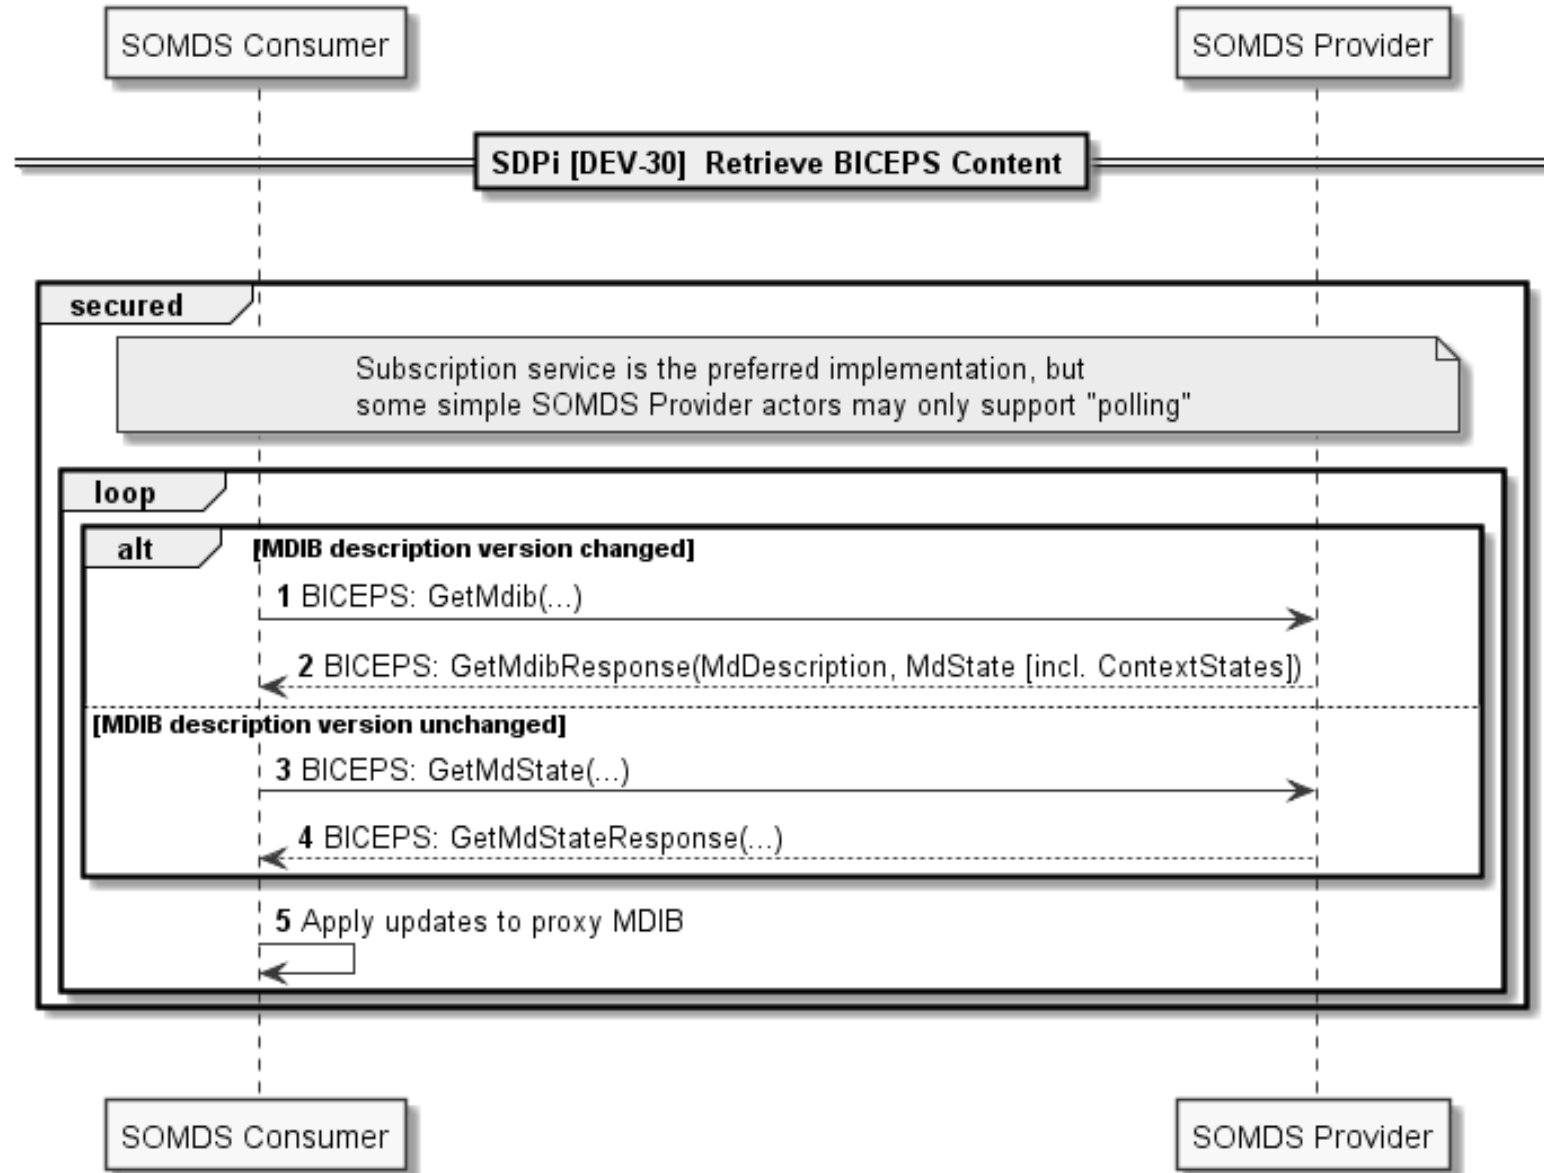 SOMDS Consumer
SOMDS Provider
SDPi [DEV-30]  Retrieve BICEPS Content
secured
Subscription service is the preferred implementation, but
some simple SOMDS Provider actors may only support "polling"
loop
alt
[MDIB description version changed]
1 BICEPS: GetMdib(...)
2 BICEPS: GetMdibResponse(MdDescription, MdState [incl. ContextStates])
[MDIB description version unchanged]
3 BICEPS: GetMdState(...)
4 BICEPS: GetMdStateResponse(...)
5 Apply updates to proxy MDIB
SOMDS Consumer
SOMDS Provider